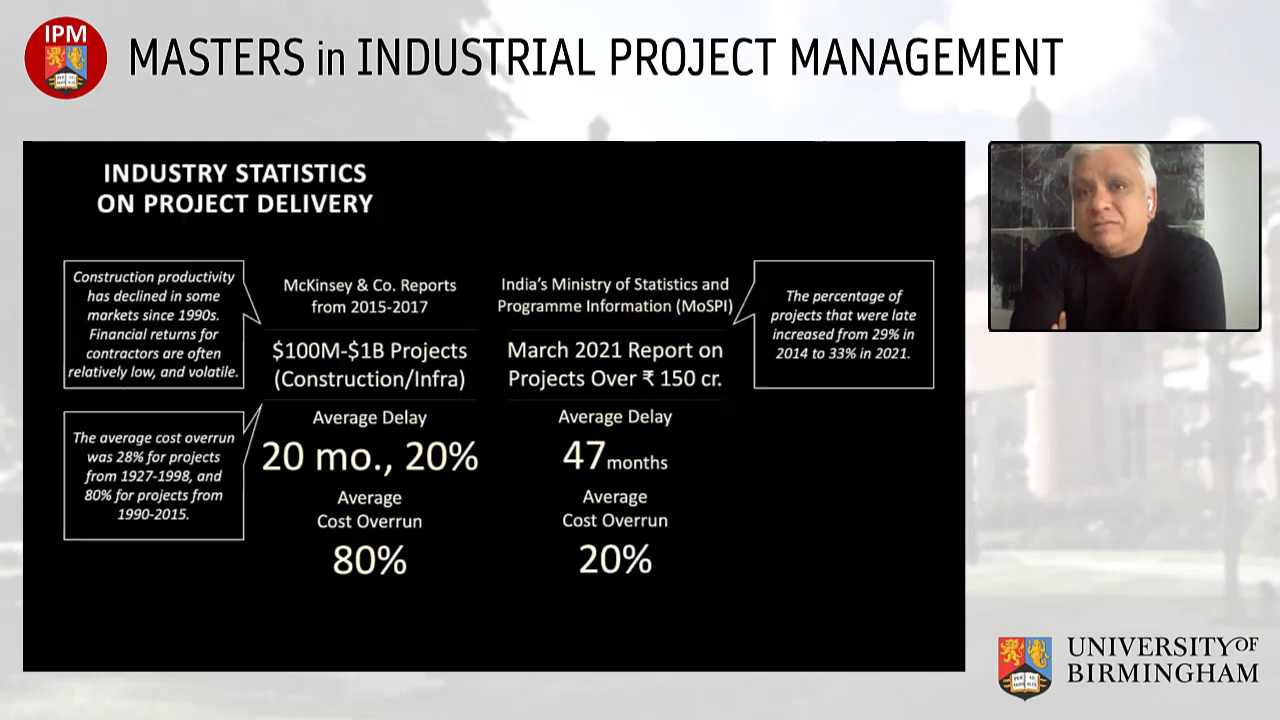 IPM
MASTERS in INDUSTRIAL PROJECT MANAGEMENT
INDUSTRY STATISTICS
ON PROJECT DELIVERY
Construction productivity
has declined in some
markets since 1990s.
Financial returns for
contractors are often
relatively low, and volatile.
The average cost overrun
was 28% for projects
from 1927-1998, and
80% for projects from
1990-2015.
McKinsey & Co. Reports
from 2015-2017
$100M-$1B Projects
(Construction/Infra)
Average Delay
20 mo., 20%
Average
Cost Overrun
80%
India's Ministry of Statistics and
Programme Information (MoSPI)
March 2021 Report on
Projects Over ₹ 150 cr.
Average Delay
47 months
Average
Cost Overrun
20%
The percentage of
projects that were late
increased from 29% in
2014 to 33% in 2021.
UNIVERSITY OF
BIRMINGHAM